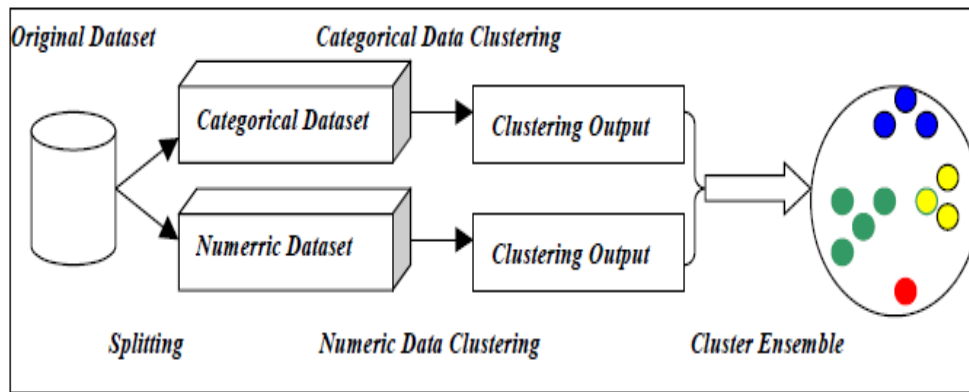 Original Dataset
Categorical Data Clustering
Categorical Dataset
Clustering Output
Numerric Dataset
Clustering Output
Splitting
Numeric Data Clustering
Cluster Ensemble